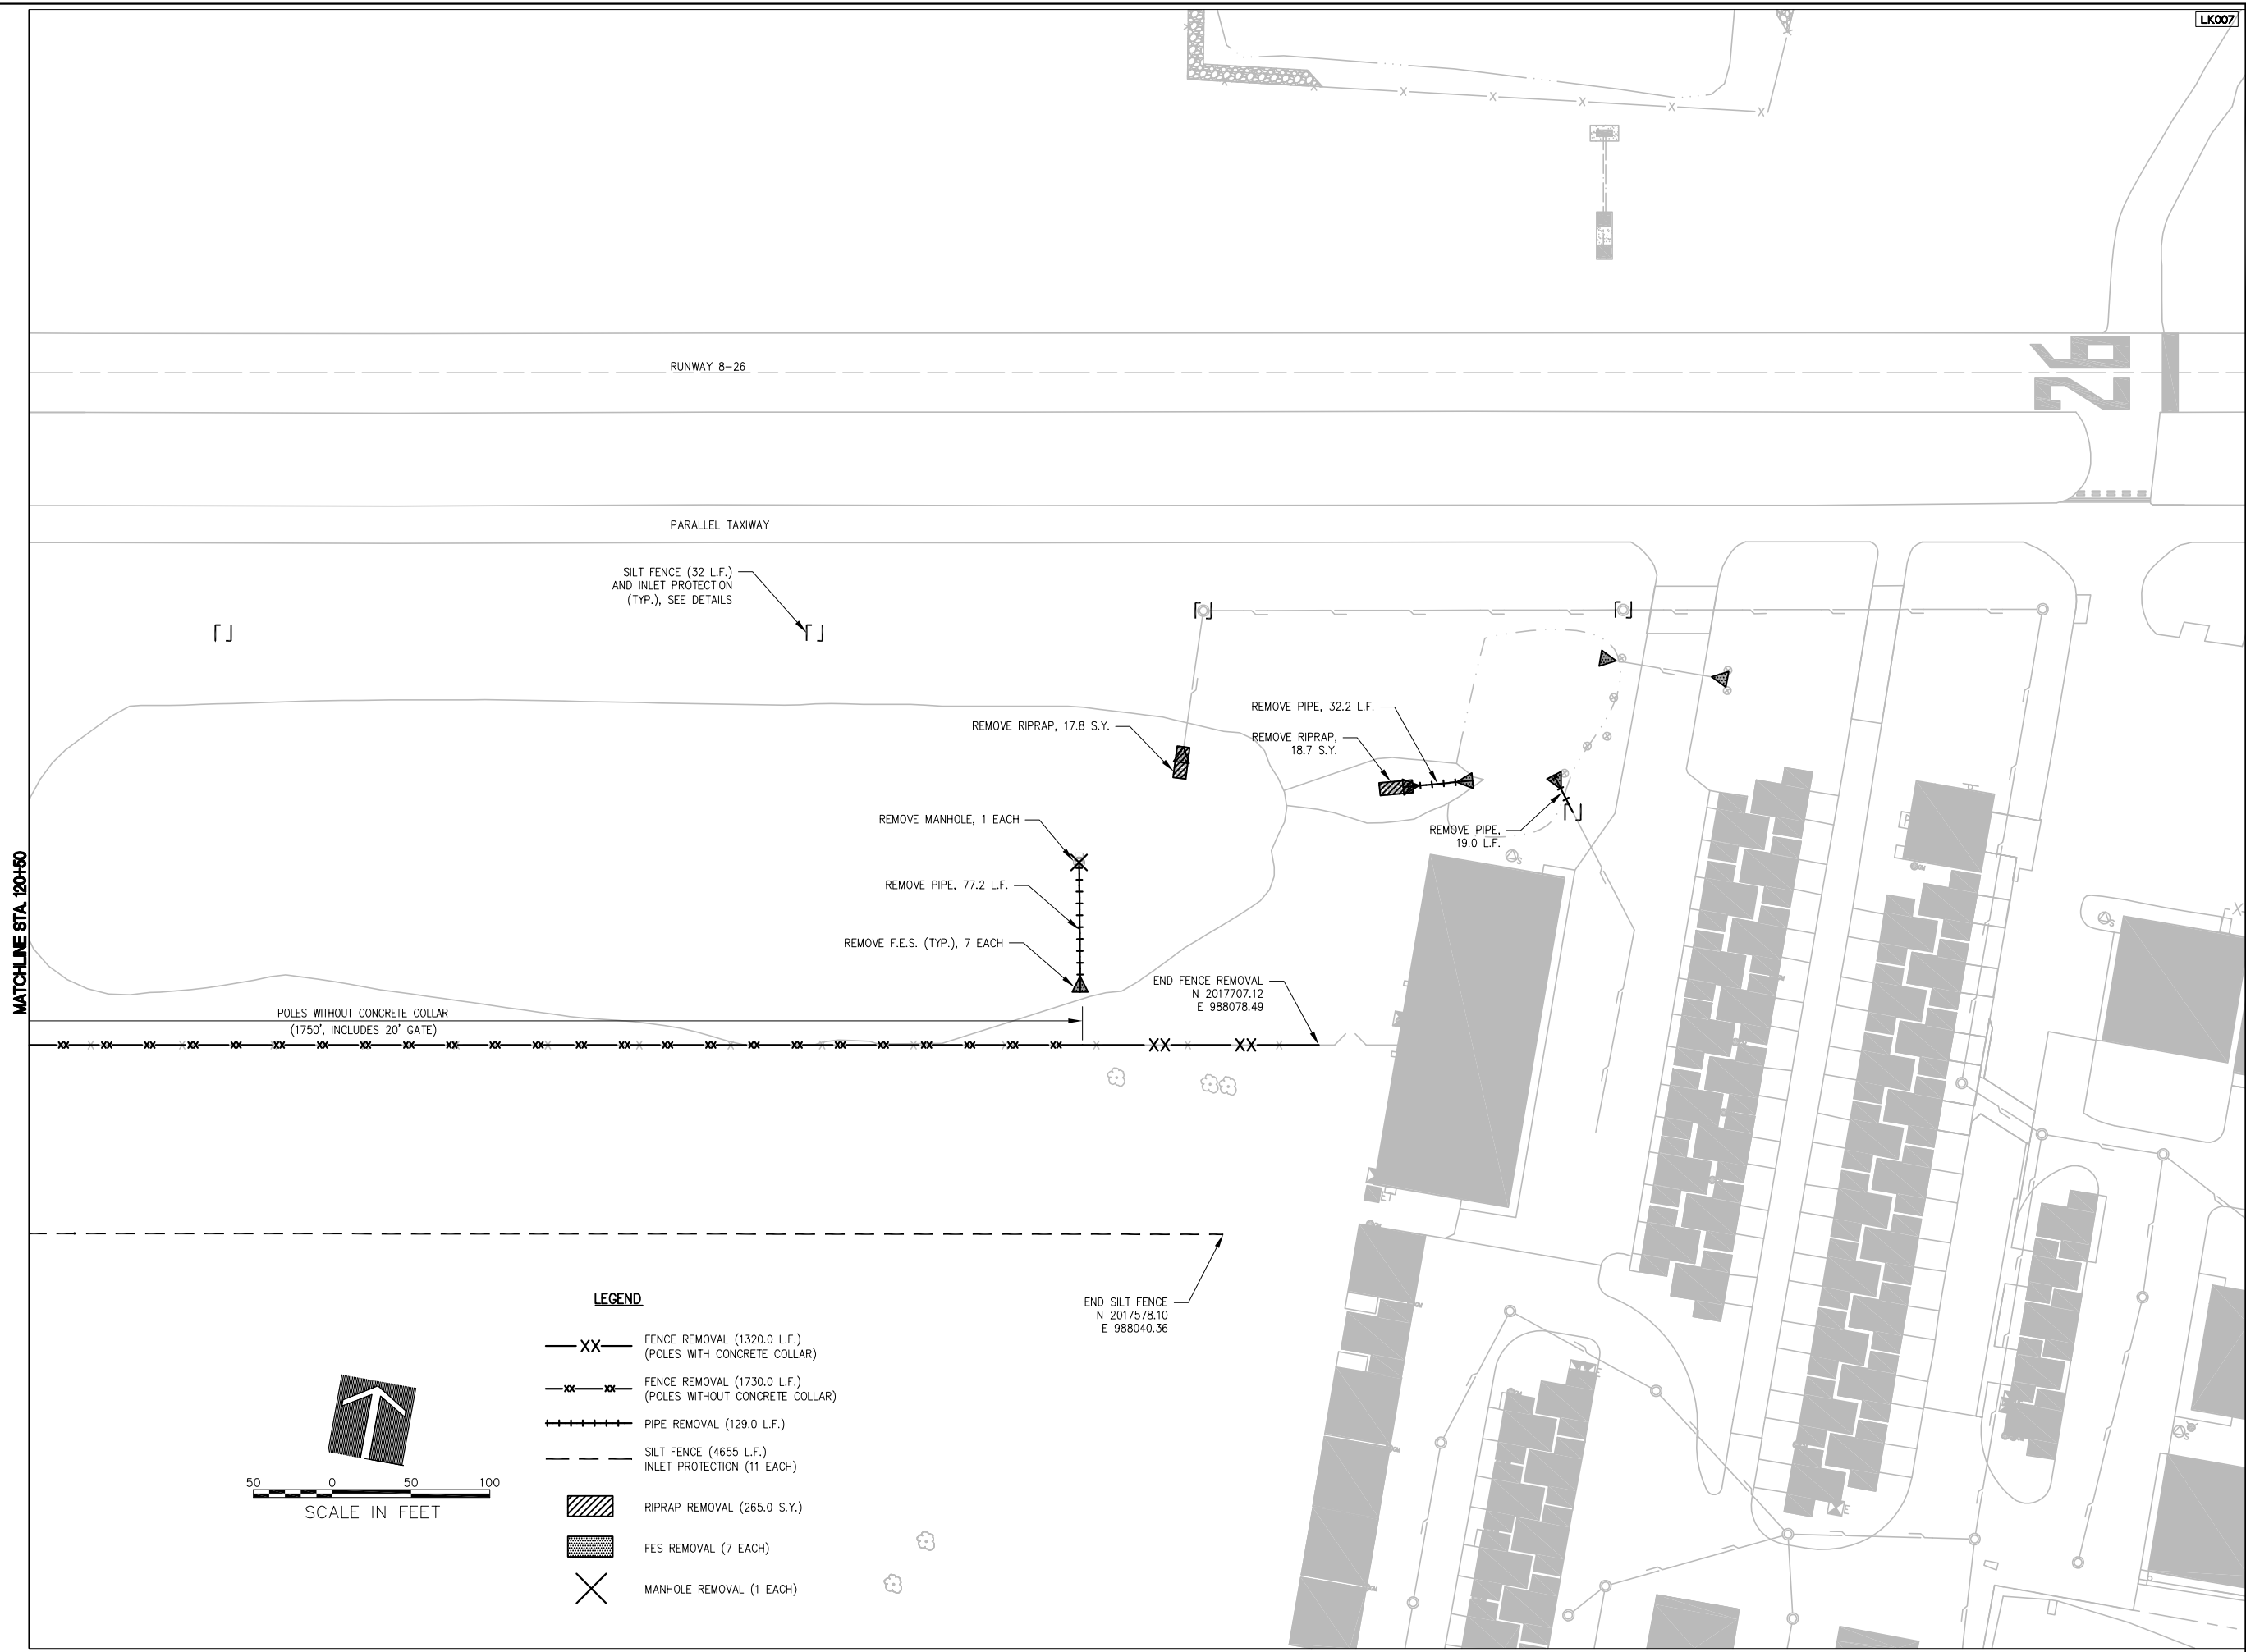 LK007
RUNWAY 8-26
26
PARALLEL TAXIWAY
SILT FENCE (32 L.F.)
AND INLET PROTECTION
(TYP.), SEE DETAILS
REMOVE PIPE, 32.2 L.F.
REMOVE RIPRAP, 17.8 S.Y.
REMOVE RIPRAP,
18.7 S.Y.
REMOVE MANHOLE, 1 EACH
REMOVE PIPE,
19.0 L.F.
REMOVE PIPE, 77.2 L.F.
REMOVE F.E.S. (TYP.), 7 EACH
MATCHLINE STA. 120+50
END FENCE REMOVAL
N 2017707.12
E 988078.49
POLES WITHOUT CONCRETE COLLAR
(1750', INCLUDES 20' GATE)
END SILT FENCE
N 2017578.10
E 988040.36
LEGEND
XX FENCE REMOVAL (1320.0 L.F.)
(POLES WITH CONCRETE COLLAR)
XX XX FENCE REMOVAL (1730.0 L.F.)
(POLES WITHOUT CONCRETE COLLAR)
PIPE REMOVAL (129.0 L.F.)
SILT FENCE (4655 L.F.)
INLET PROTECTION (11 EACH)
RIPRAP REMOVAL (265.0 S.Y.)
FES REMOVAL (7 EACH)
MANHOLE REMOVAL (1 EACH)
50 0 50 100
SCALE IN FEET